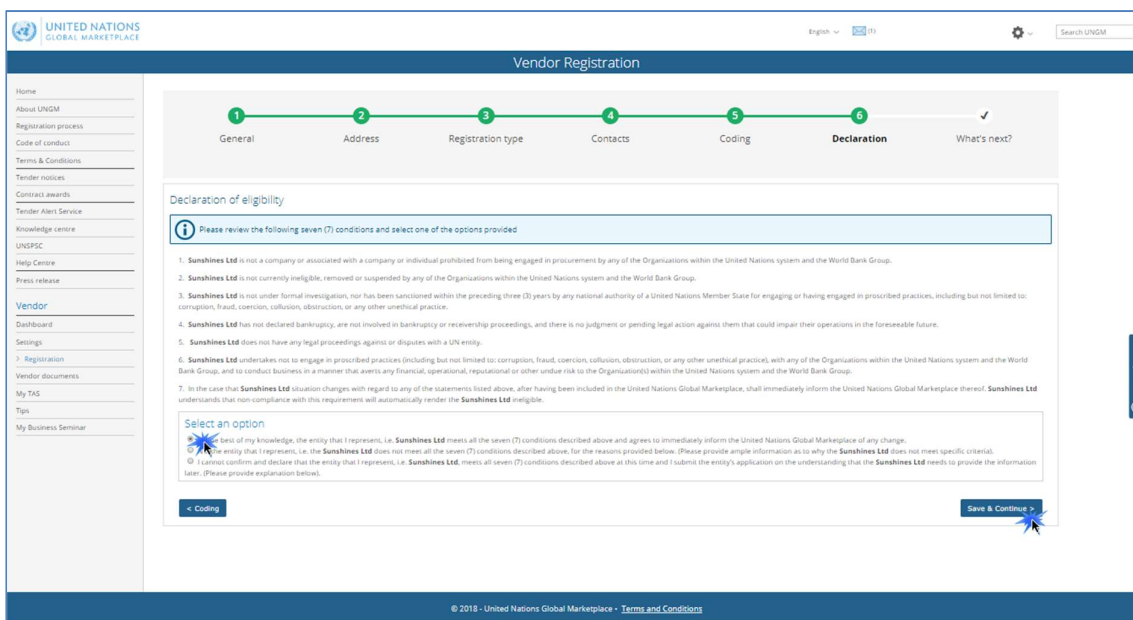 UNITED NATIONS
GLOBAL MARKETPLACE
English
(1)
Search UNGM
Vendor Registration
Home
About UNGM
Registration process
Code of conduct
Terms & Conditions
Tender notices
Contract awards
Tender Alert Service
Knowledge centre
UNSPSC
Help Centre
Press release
Vendor
Dashboard
Settings
> Registration
Vendor documents
My TAS
Tips
My Business Seminar
1 2 3 4 5 6 ✓
General Address Registration type Contacts Coding Declaration What's next?
Declaration of eligibility
Please review the following seven (7) conditions and select one of the options provided
1. Sunshines Ltd is not a company or associated with a company or individual prohibited from being engaged in procurement by any of the Organizations within the United Nations system and the World Bank Group.
2. Sunshines Ltd is not currently ineligible, removed or suspended by any of the Organizations within the United Nations system and the World Bank Group.
3. Sunshines Ltd is not under formal investigation, nor has been sanctioned within the preceding three (3) years by any national authority of a United Nations Member State for engaging or having engaged in proscribed practices, including but not limited to:
corruption, fraud, coercion, collusion, obstruction, or any other unethical practice.
4. Sunshines Ltd has not declared bankruptcy, are not involved in bankruptcy or receivership proceedings, and there is no judgment or pending legal action against them that could impair their operations in the foreseeable future.
5. Sunshines Ltd does not have any legal proceedings against or disputes with a UN entity.
6. Sunshines Ltd undertakes not to engage in proscribed practices (including but not limited to: corruption, fraud, coercion, collusion, obstruction, or any other unethical practice), with any of the Organizations within the United Nations system and the World
Bank Group, and to conduct business in a manner that averts any financial, operational, reputational or other undue risk to the Organization(s) within the United Nations system and the World Bank Group.
7. In the case that Sunshines Ltd situation changes with regard to any of the statements listed above, after having been included in the United Nations Global Marketplace, shall immediately inform the United Nations Global Marketplace thereof. Sunshines Ltd
understands that non-compliance with this requirement will automatically render the Sunshines Ltd ineligible.
Select an option
best of my knowledge, the entity that I represent, i.e. Sunshines Ltd meets all the seven (7) conditions described above and agrees to immediately inform the United Nations Global Marketplace of any change.
the entity that I represent, i.e. the Sunshines Ltd does not meet all the seven (7) conditions described above, for the reasons provided below. (Please provide ample information as to why the Sunshines Ltd does not meet specific criteria).
I cannot confirm and declare that the entity that I represent, i.e. Sunshines Ltd, meets all seven (7) conditions described above at this time and I submit the entity's application on the understanding that the Sunshines Ltd needs to provide the information
later. (Please provide explanation below).
< Coding
Save & Continue >
© 2018 - United Nations Global Marketplace • Terms and Conditions